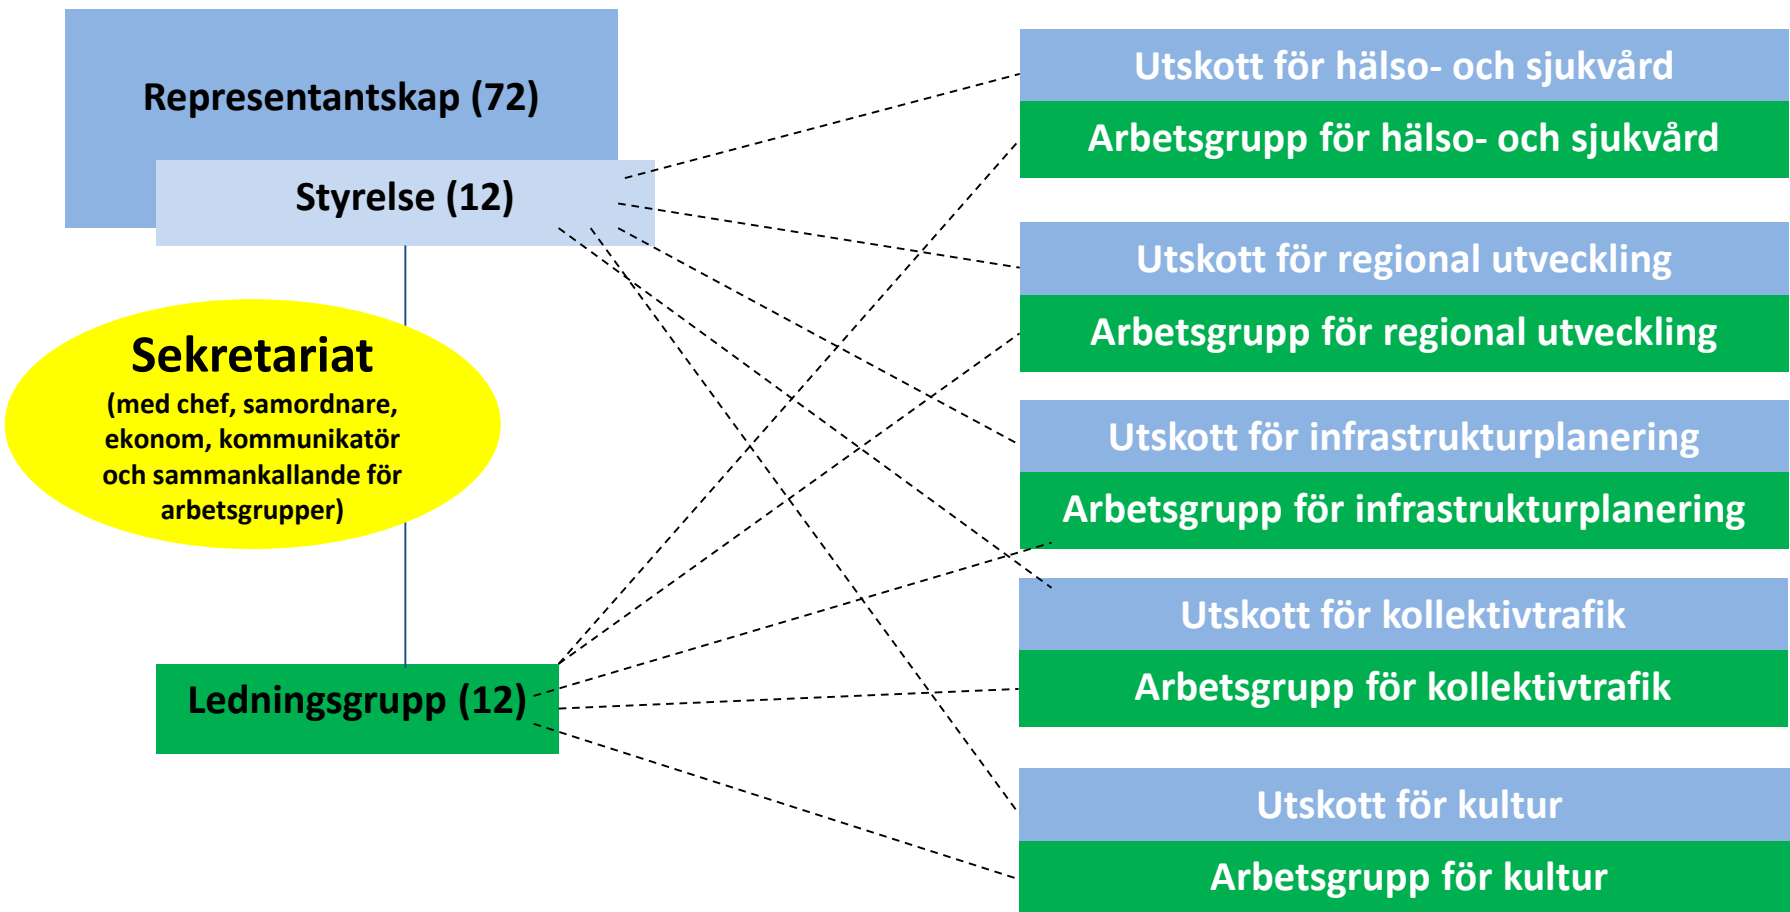 Representantskap (72)
Styrelse (12)
Sekretariat
(med chef, samordnare,
ekonom, kommunikatör
och sammankallande för
arbetsgrupper)
Ledningsgrupp (12)
Utskott för hälso- och sjukvård
Arbetsgrupp för hälso- och sjukvård
Utskott för regional utveckling
Arbetsgrupp för regional utveckling
Utskott för infrastrukturplanering
Arbetsgrupp för infrastrukturplanering
Utskott för kollektivtrafik
Arbetsgrupp för kollektivtrafik
Utskott för kultur
Arbetsgrupp för kultur